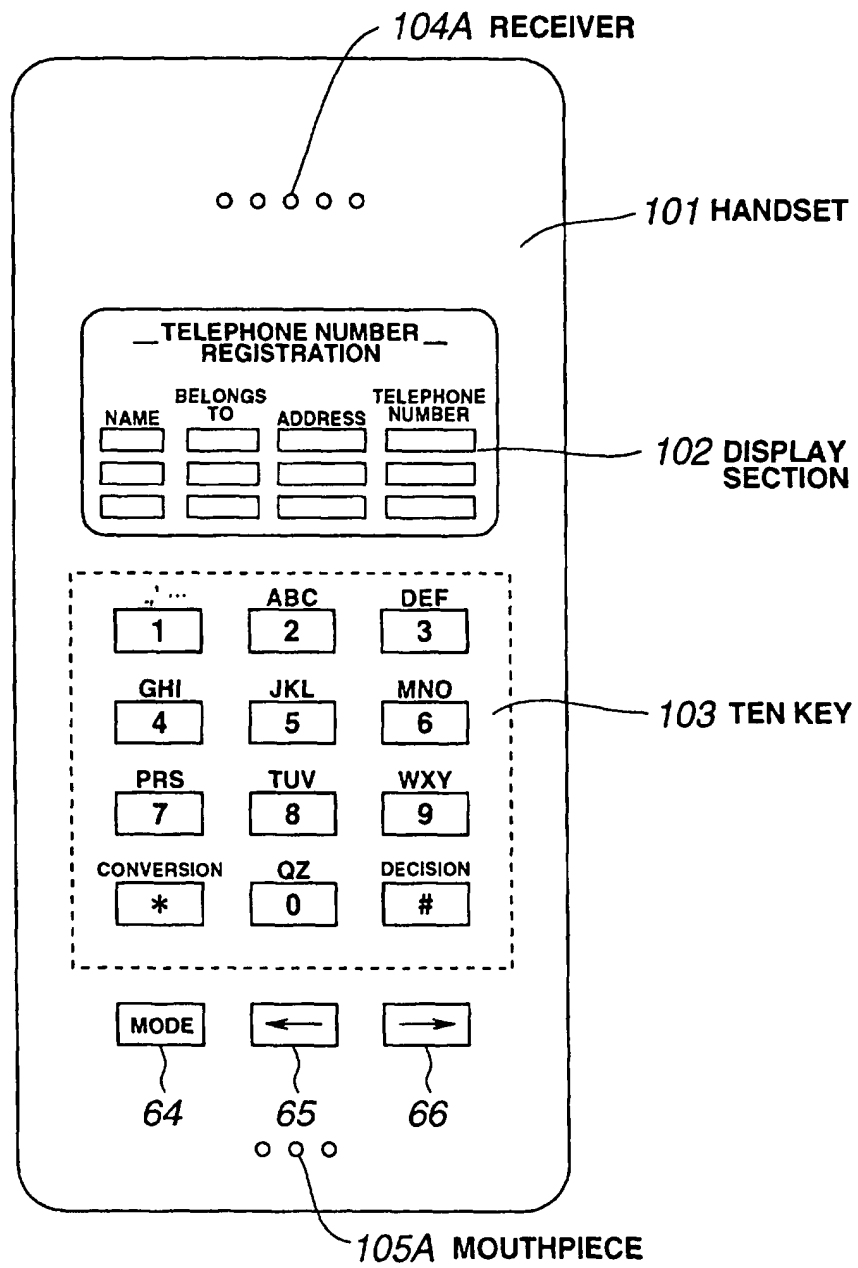 104A RECEIVER
101 HANDSET
TELEPHONE NUMBER
REGISTRATION
NAME BELONGS TO ADDRESS TELEPHONE NUMBER
102 DISPLAY
SECTION
ABC DEF
1 2 3
GHI JKL MNO
4 5 6
103 TEN KEY
PRS TUV WXY
7 8 9
CONVERSION QZ DECISION
* 0 #
MODE ← →
64 65 66
105A MOUTHPIECE